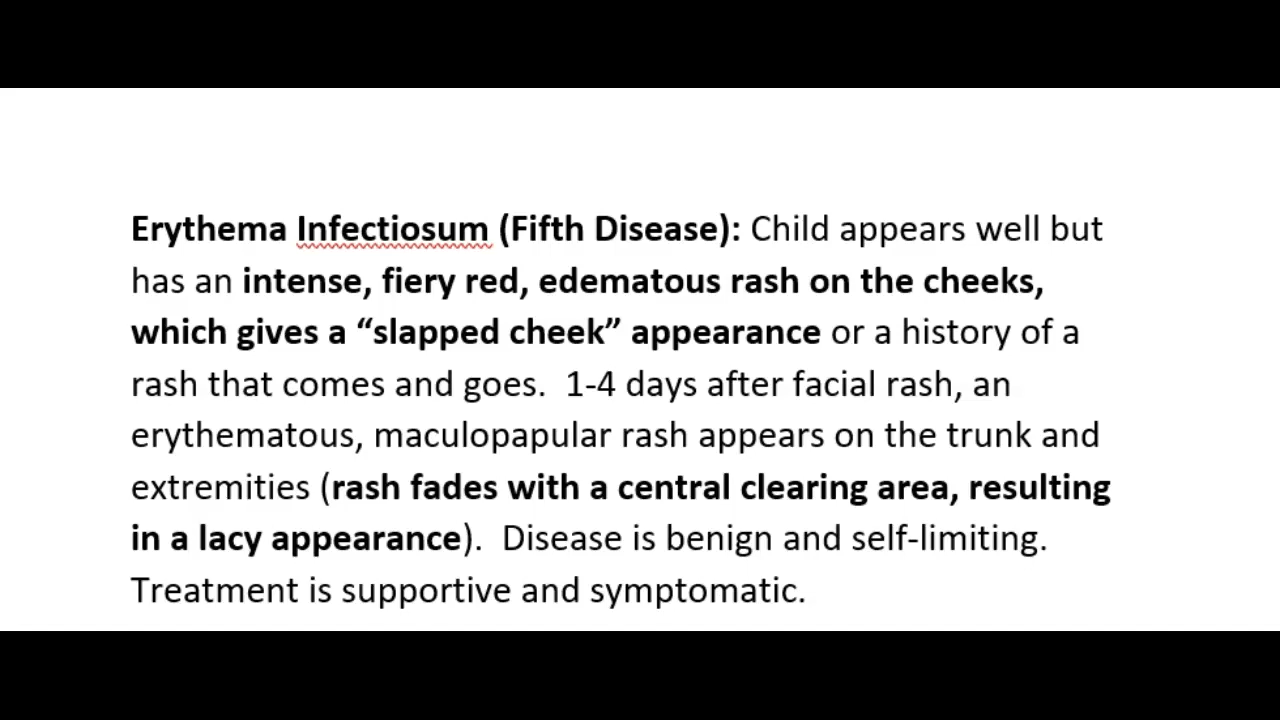 Erythema Infectiosum (Fifth Disease): Child appears well but
has an intense, fiery red, edematous rash on the cheeks,
which gives a “slapped cheek” appearance or a history of a
rash that comes and goes.  1-4 days after facial rash, an
erythematous, maculopapular rash appears on the trunk and
extremities (rash fades with a central clearing area, resulting
in a lacy appearance).  Disease is benign and self-limiting.
Treatment is supportive and symptomatic.